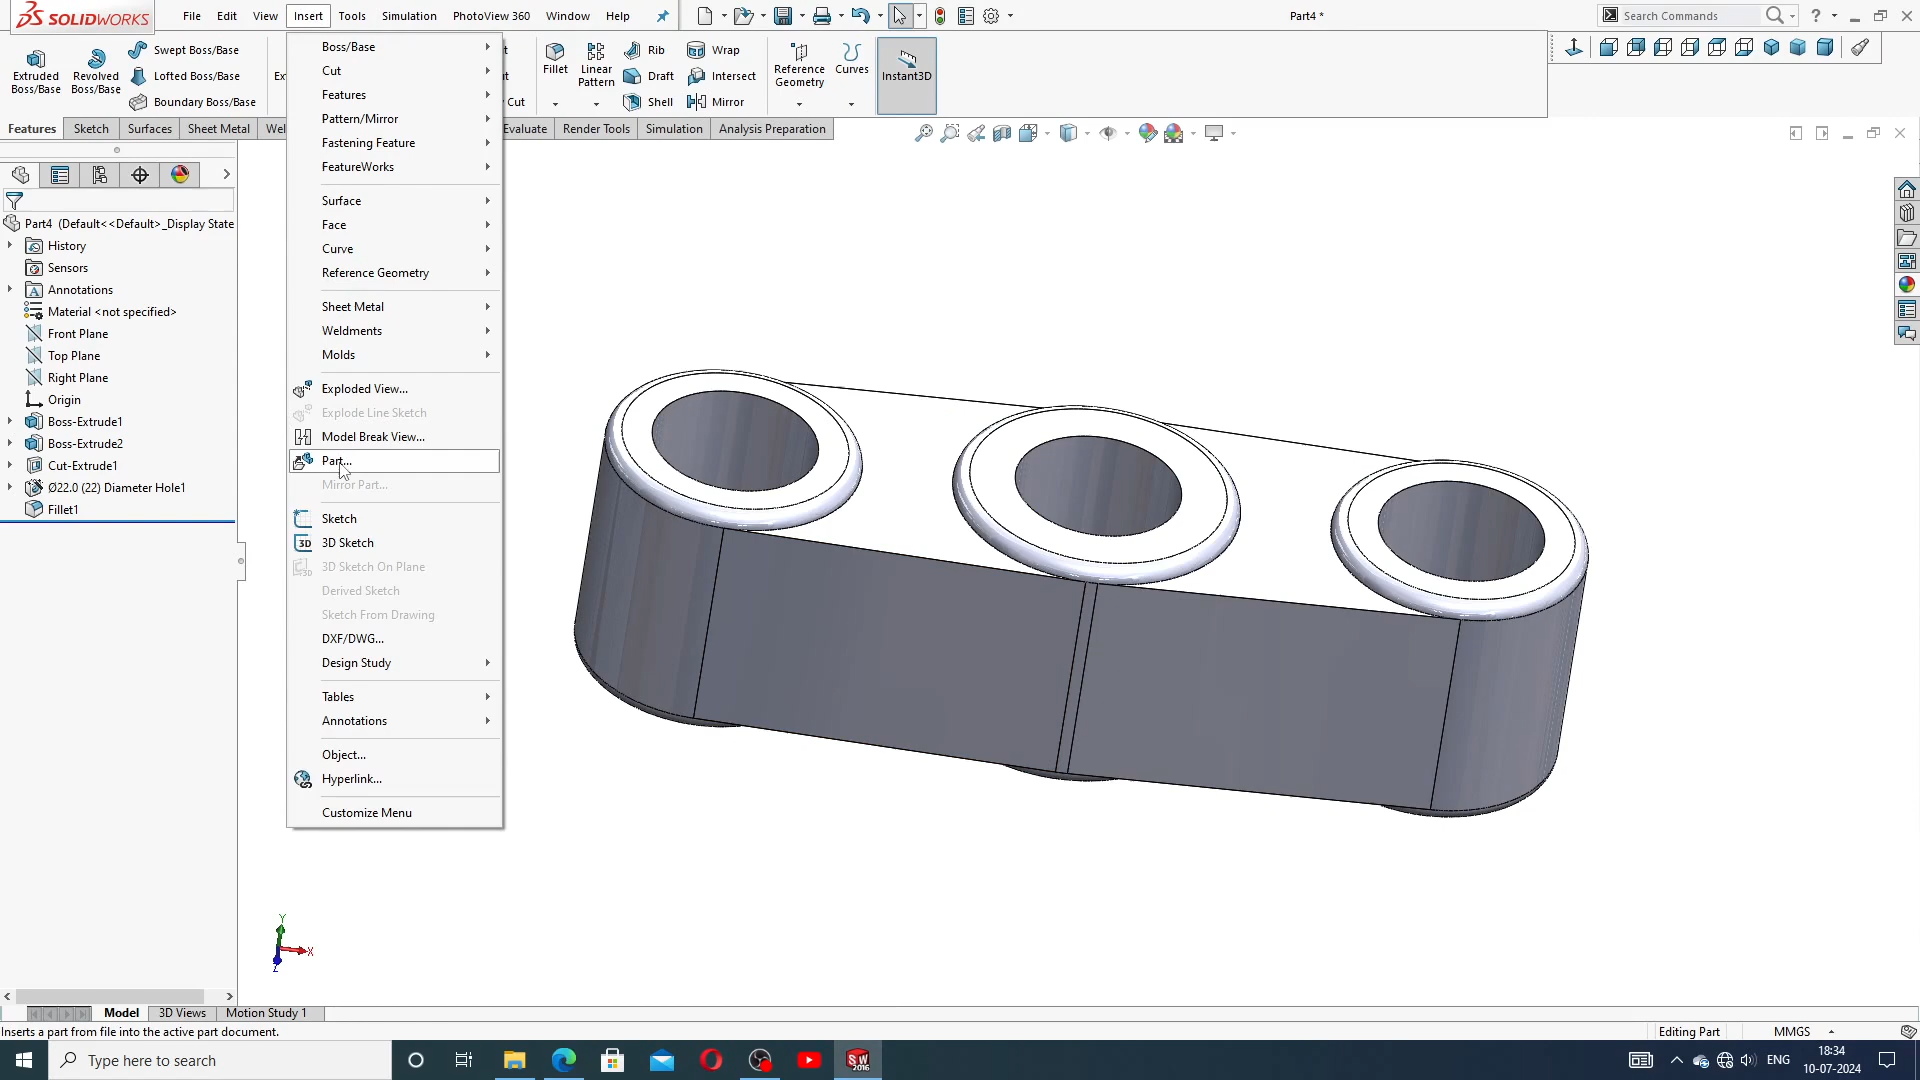 SOLIDWORKS
File Edit View Insert Tools Simulation PhotoView 360 Window Help
Part4 *
Search Commands
Extruded Boss/Base
Revolved Boss/Base
Swept Boss/Base
Lofted Boss/Base
Boundary Boss/Base
Cut
Fillet
Linear Pattern
Rib
Draft
Shell
Wrap
Intersect
Mirror
Reference Geometry
Curves
Instant3D
Features Sketch Surfaces Sheet Metal Wel Evaluate Render Tools Simulation Analysis Preparation
Part4 (Default<<Default>_Display State
History
Sensors
Annotations
Material <not specified>
Front Plane
Top Plane
Right Plane
Origin
Boss-Extrude1
Boss-Extrude2
Cut-Extrude1
Ø22.0 (22) Diameter Hole1
Fillet1
Boss/Base
Cut
Features
Pattern/Mirror
Fastening Feature
FeatureWorks
Surface
Face
Curve
Reference Geometry
Sheet Metal
Weldments
Molds
Exploded View...
Explode Line Sketch
Model Break View...
Part...
Mirror Part...
Sketch
3D Sketch
3D Sketch On Plane
Derived Sketch
Sketch From Drawing
DXF/DWG...
Design Study
Tables
Annotations
Object...
Hyperlink...
Customize Menu
Y
X
Z
Model 3D Views Motion Study 1
Inserts a part from file into the active part document.
Editing Part MMGS
Type here to search
SW 2016
ENG
18:34
10-07-2024